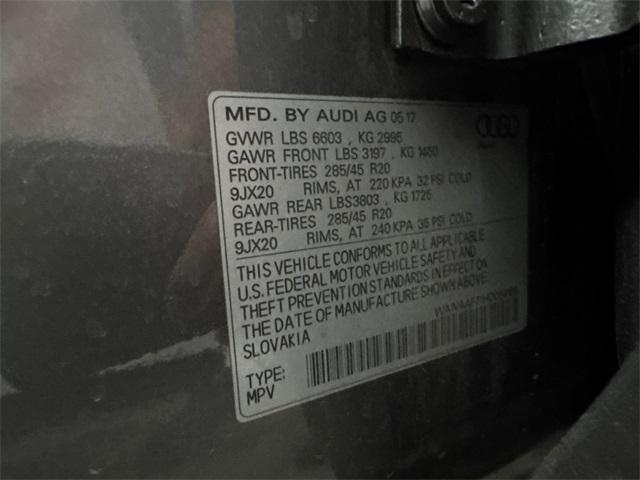 MFD. BY AUDI AG 05 17
GVWR LBS 6603 , KG 2995
GAWR FRONT LBS 3197 , KG 1450
FRONT-TIRES 285/45 R20
9JX20 RIMS, AT 220 KPA 32 PSI COLD
GAWR REAR LBS3803 , KG 1725
REAR-TIRES 285/45 R20
9JX20 RIMS, AT 240 KPA 35 PSI COLD
THIS VEHICLE CONFORMS TO ALL APPLICABLE
U.S. FEDERAL MOTOR VEHICLE SAFETY AND
THEFT PREVENTION STANDARDS IN EFFECT ON
THE DATE OF MANUFACTURE SHOWN ABOVE.
SLOVAKIA
TYPE:
MPV